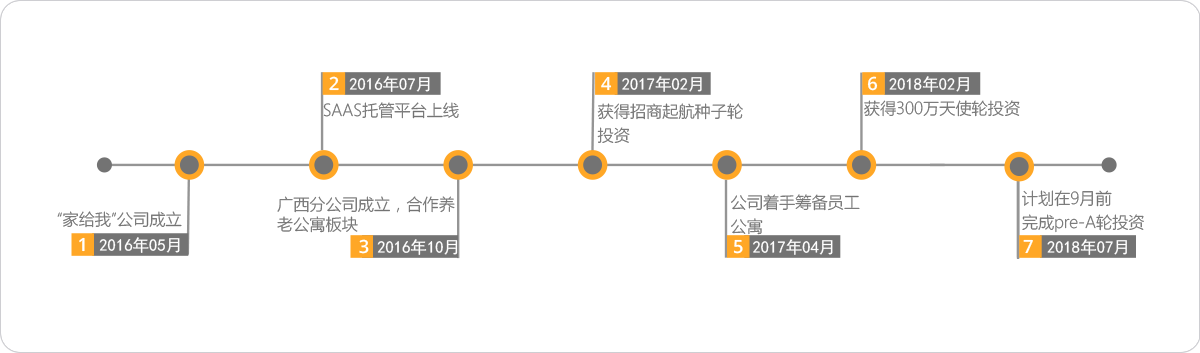 “家给我”公司成立
1 2016年05月
2 2016年07月
SAAS托管平台上线
广西分公司成立，合作养
老公寓板块
3 2016年10月
4 2017年02月
获得招商起航种子轮
投资
公司着手筹备员工
公寓
5 2017年04月
6 2018年02月
获得300万天使轮投资
计划在9月前
完成pre-A轮投资
7 2018年07月